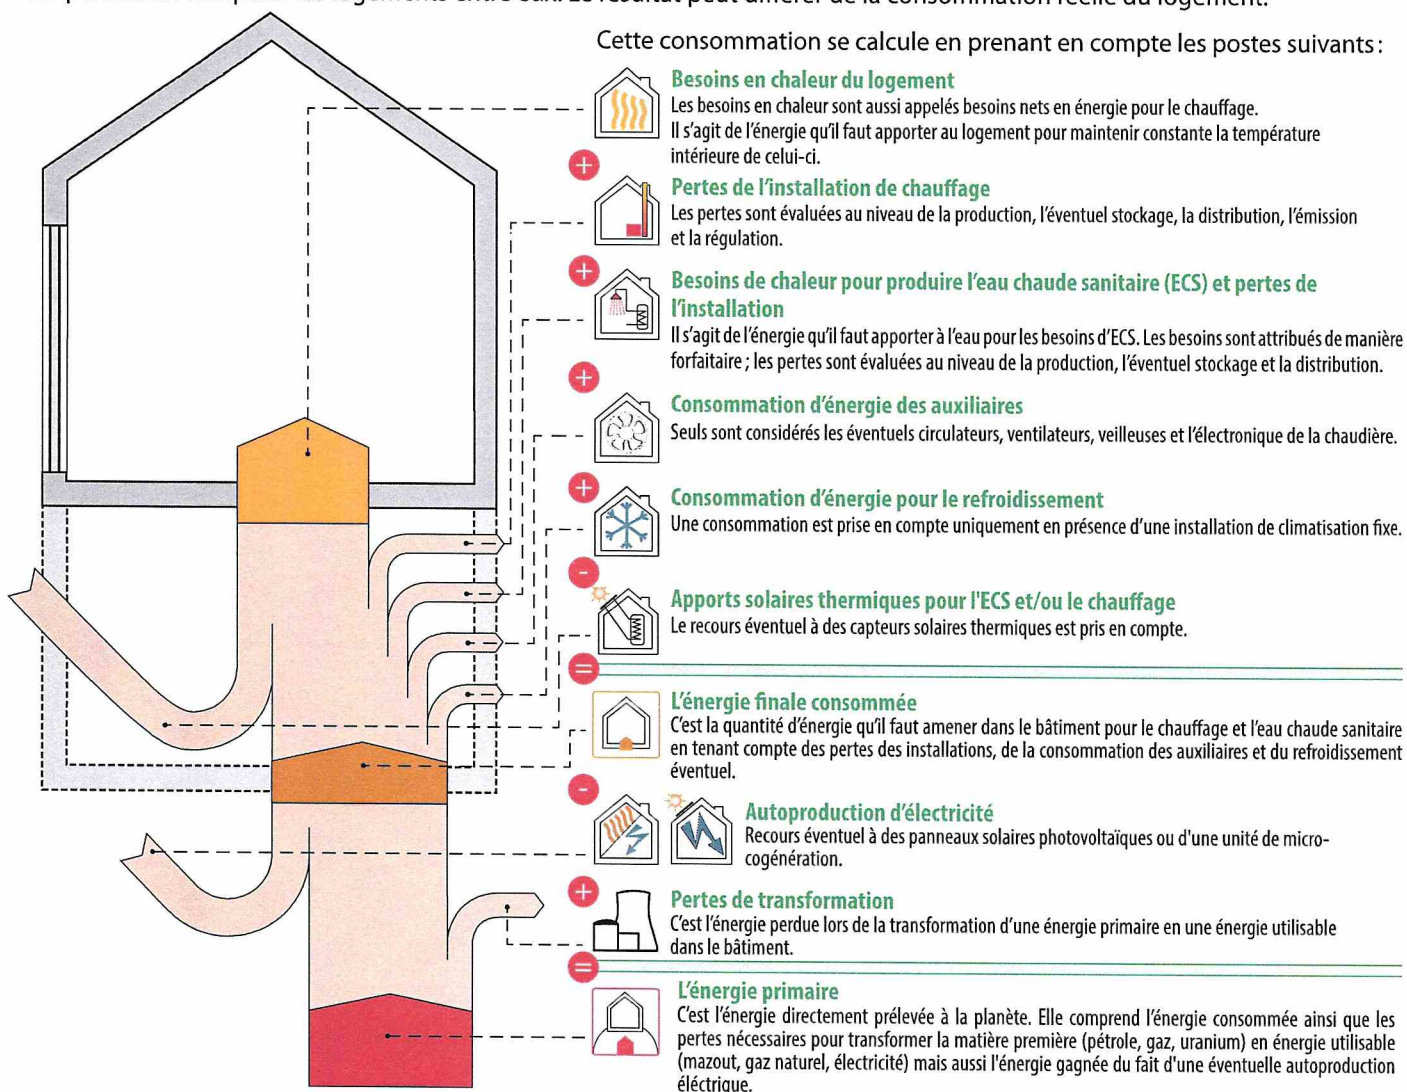 Cette consommation se calcule en prenant en compte les postes suivants :
Besoins en chaleur du logement
Les besoins en chaleur sont aussi appelés besoins nets en énergie pour le chauffage.
Il s'agit de l'énergie qu'il faut apporter au logement pour maintenir constante la température
intérieure de celui-ci.
+
Pertes de l'installation de chauffage
Les pertes sont évaluées au niveau de la production, l'éventuel stockage, la distribution, l'émission
et la régulation.
+
Besoins de chaleur pour produire l'eau chaude sanitaire (ECS) et pertes de
l'installation
Il s'agit de l'énergie qu'il faut apporter à l'eau pour les besoins d'ECS. Les besoins sont attribués de manière
forfaitaire ; les pertes sont évaluées au niveau de la production, l'éventuel stockage et la distribution.
+
Consommation d'énergie des auxiliaires
Seuls sont considérés les éventuels circulateurs, ventilateurs, veilleuses et l'électronique de la chaudière.
+
Consommation d'énergie pour le refroidissement
Une consommation est prise en compte uniquement en présence d'une installation de climatisation fixe.
-
Apports solaires thermiques pour l'ECS et/ou le chauffage
Le recours éventuel à des capteurs solaires thermiques est pris en compte.
=
L'énergie finale consommée
C'est la quantité d'énergie qu'il faut amener dans le bâtiment pour le chauffage et l'eau chaude sanitaire
en tenant compte des pertes des installations, de la consommation des auxiliaires et du refroidissement
éventuel.
-
Autoproduction d'électricité
Recours éventuel à des panneaux solaires photovoltaïques ou d'une unité de micro-
cogénération.
+
Pertes de transformation
C'est l'énergie perdue lors de la transformation d'une énergie primaire en une énergie utilisable
dans le bâtiment.
=
L'énergie primaire
C'est l'énergie directement prélevée à la planète. Elle comprend l'énergie consommée ainsi que les
pertes nécessaires pour transformer la matière première (pétrole, gaz, uranium) en énergie utilisable
(mazout, gaz naturel, électricité) mais aussi l'énergie gagnée du fait d'une éventuelle autoproduction
éléctrique.